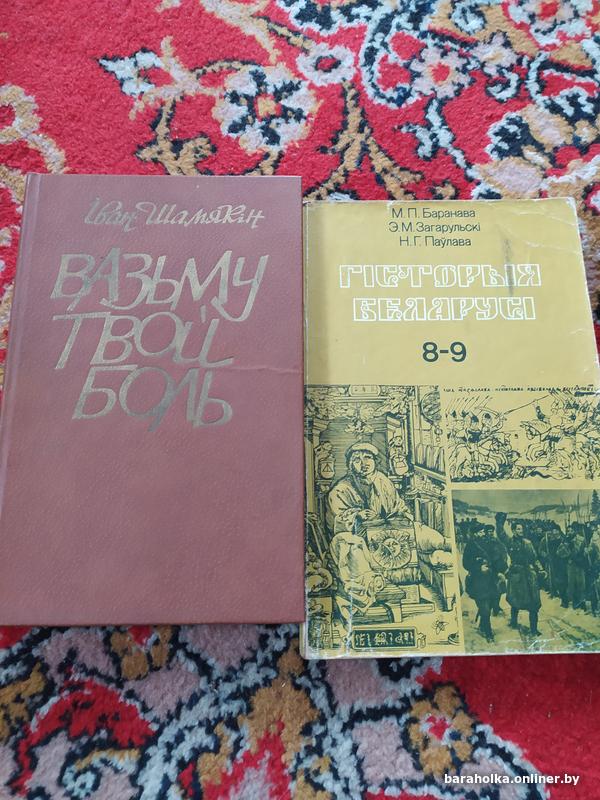 Іван Шамякін
ВАЗЬМУ
ТВОЙ
БОЛЬ
М. П. Баранава
Э. М. Загарульскі
Н. Г. Паўлава
ГІСТОРЫЯ
БЕЛАРУСІ
8-9
baraholka.onliner.by